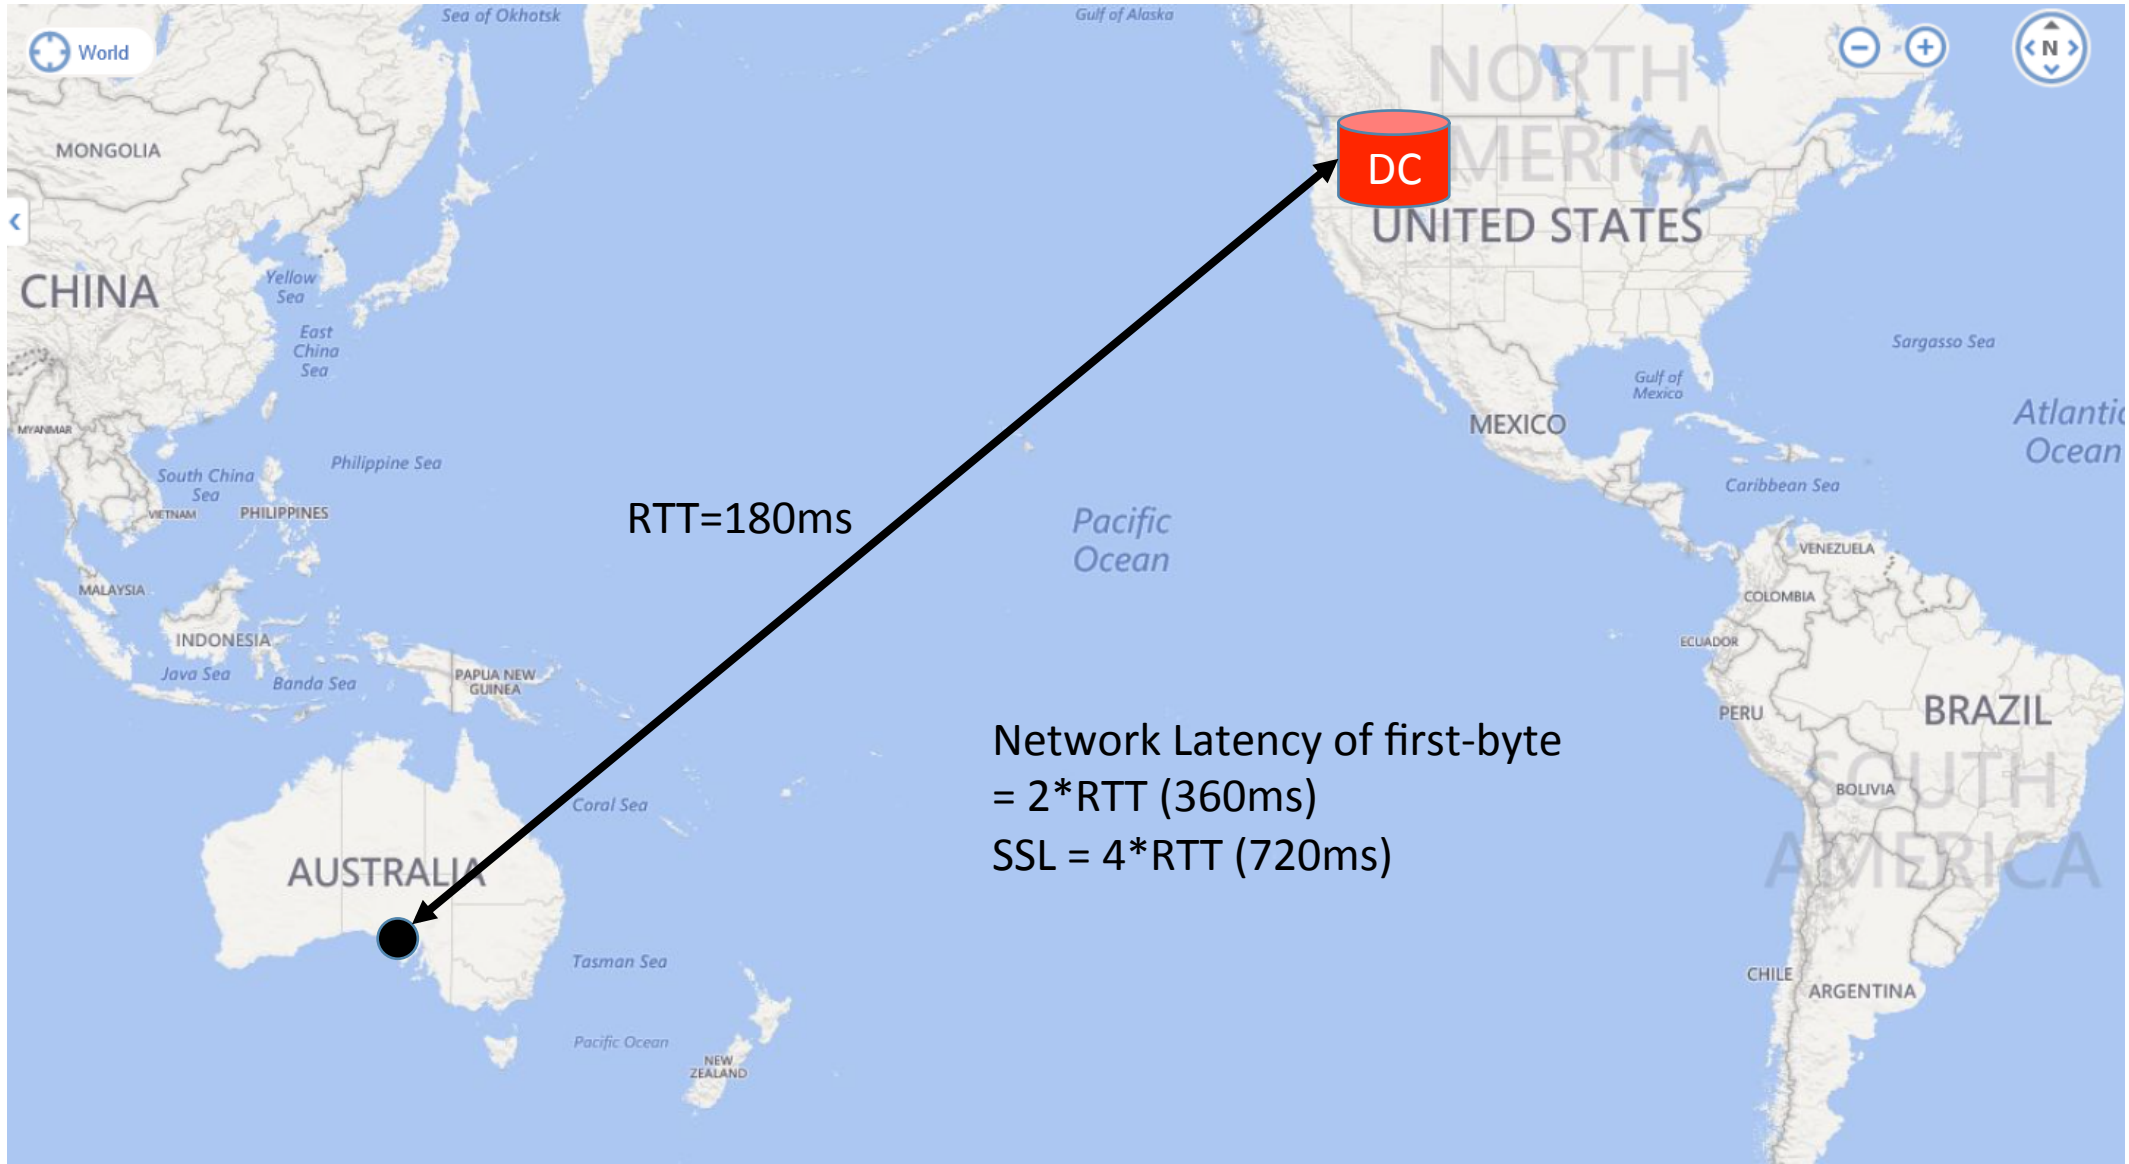 Sea of Okhotsk
Gulf of Alaska
World
N
NORTH
AMERICA
MONGOLIA
DC
UNITED STATES
CHINA
Yellow
Sea
East
China
Sea
Sargasso Sea
Gulf of
Mexico
MEXICO
Atlantic
Ocean
MYANMAR
Philippine Sea
South China
Sea
Caribbean Sea
VIETNAM
PHILIPPINES
RTT=180ms
Pacific
Ocean
VENEZUELA
MALAYSIA
COLOMBIA
INDONESIA
ECUADOR
Java Sea
Banda Sea
PAPUA NEW
GUINEA
PERU
BRAZIL
Network Latency of first-byte
= 2*RTT (360ms)
SSL = 4*RTT (720ms)
SOUTH
AMERICA
BOLIVIA
Coral Sea
AUSTRALIA
Tasman Sea
CHILE
ARGENTINA
Pacific Ocean
NEW
ZEALAND